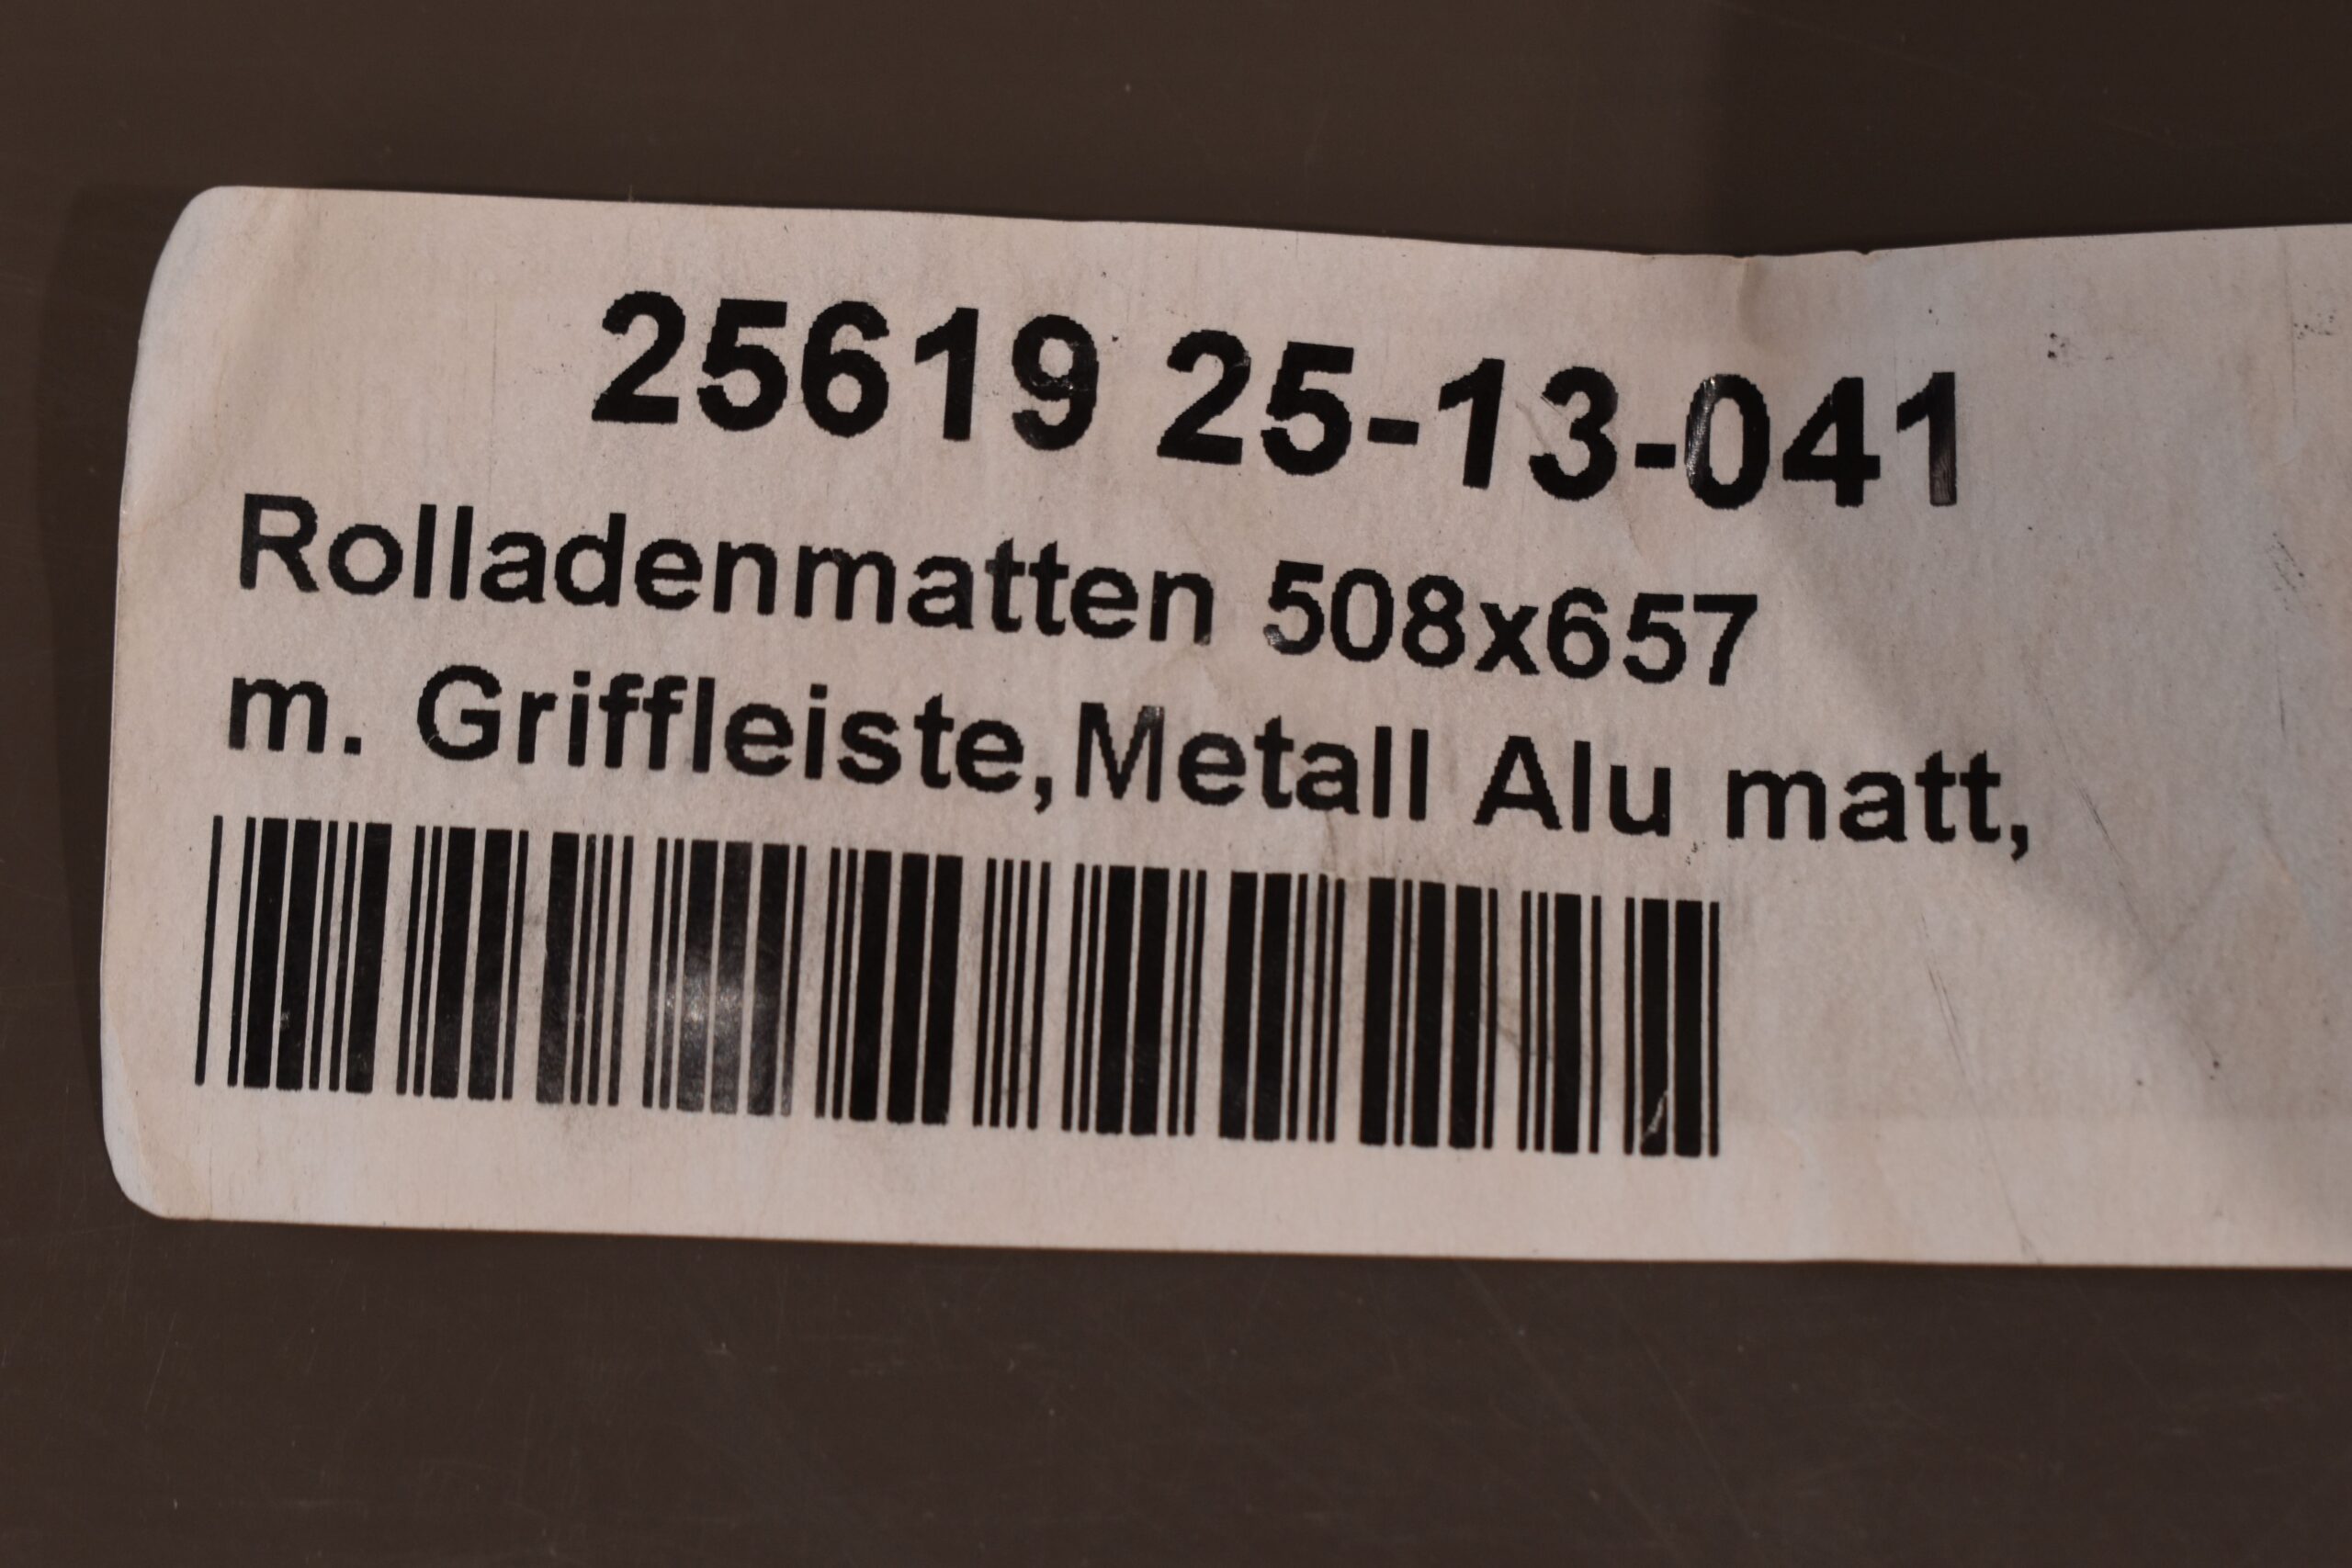 25619 25-13-041
Rolladenmatten 508x657
m. Griffleiste,Metall Alu matt,